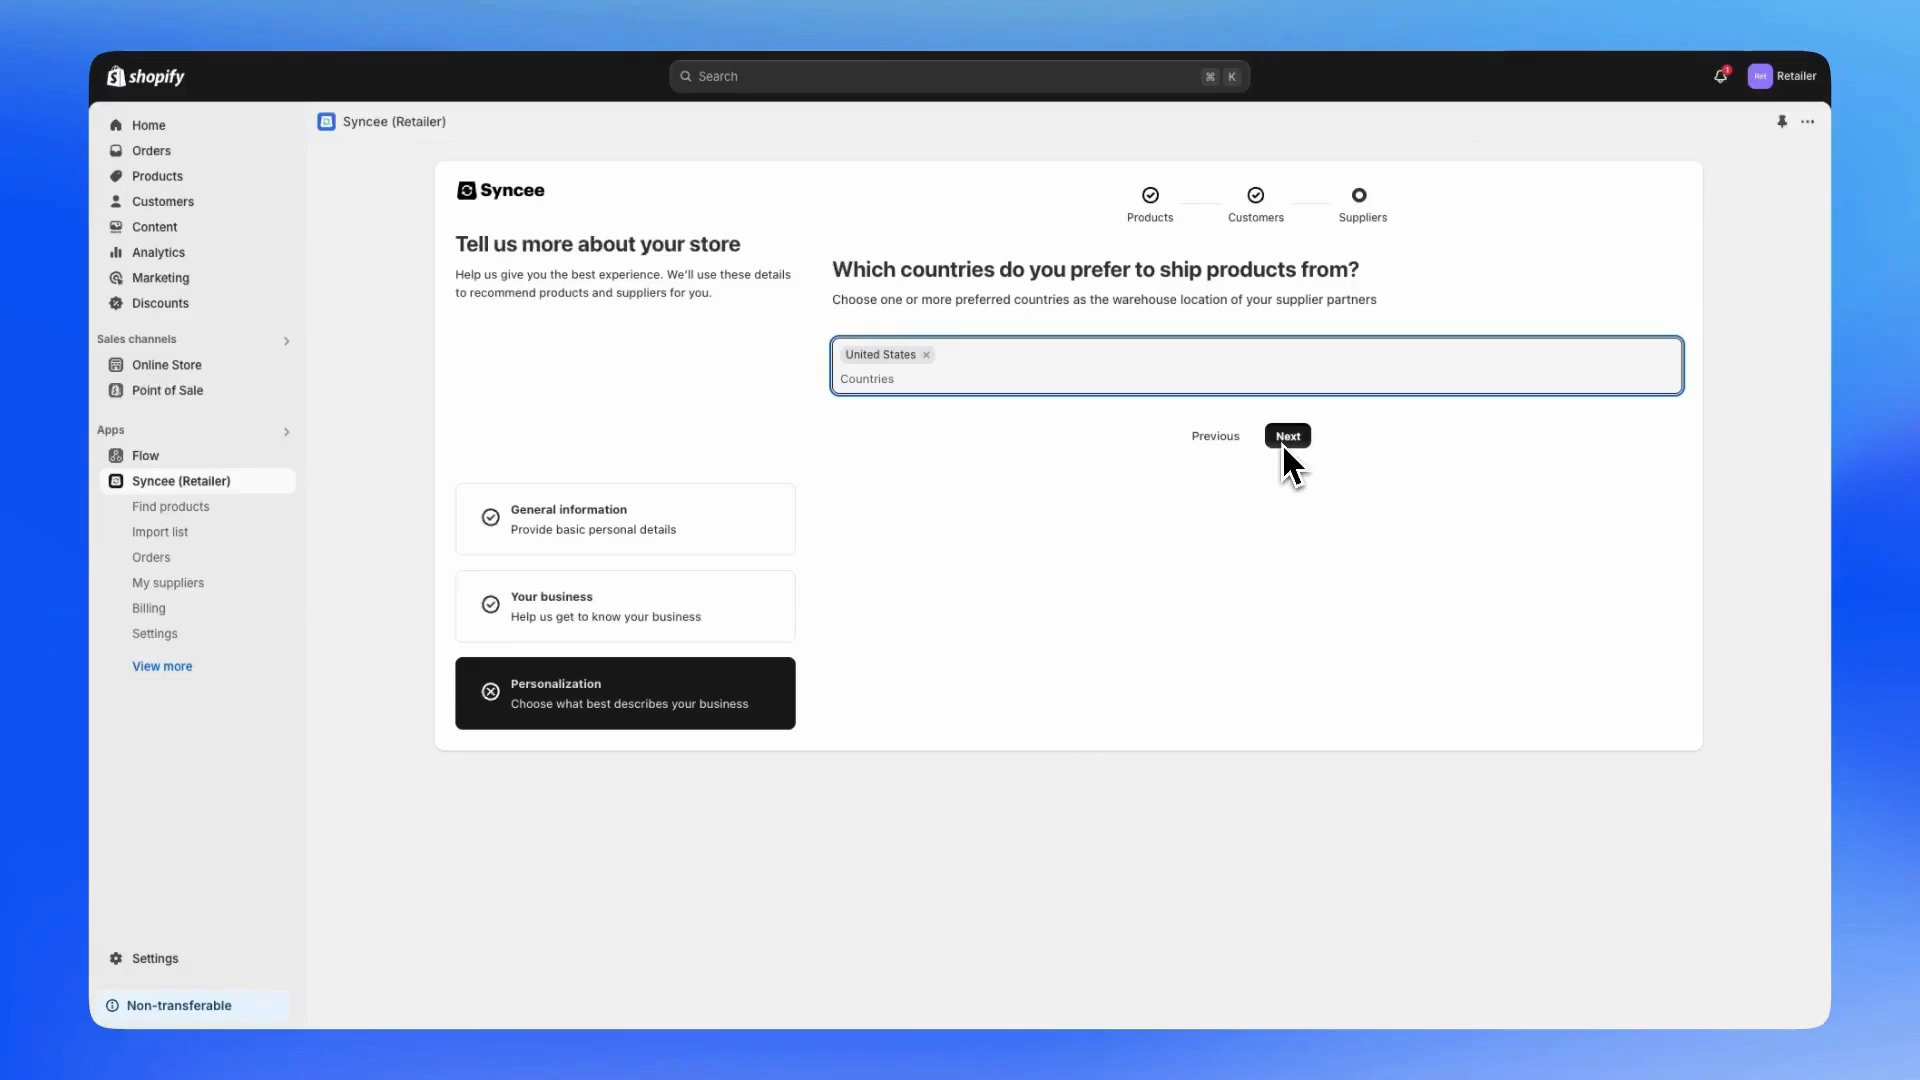 shopify
Search
⌘ K
1
Ret
Retailer
Home
Orders
Products
Customers
Content
Analytics
Marketing
Discounts
Sales channels
Online Store
Point of Sale
Apps
Flow
Syncee (Retailer)
Find products
Import list
Orders
My suppliers
Billing
Settings
View more
Settings
Non-transferable
Syncee (Retailer)
Syncee
Tell us more about your store
Help us give you the best experience. We'll use these details
to recommend products and suppliers for you.
General information
Provide basic personal details
Your business
Help us get to know your business
Personalization
Choose what best describes your business
Products
Customers
Suppliers
Which countries do you prefer to ship products from?
Choose one or more preferred countries as the warehouse location of your supplier partners
United States
Countries
Previous
Next